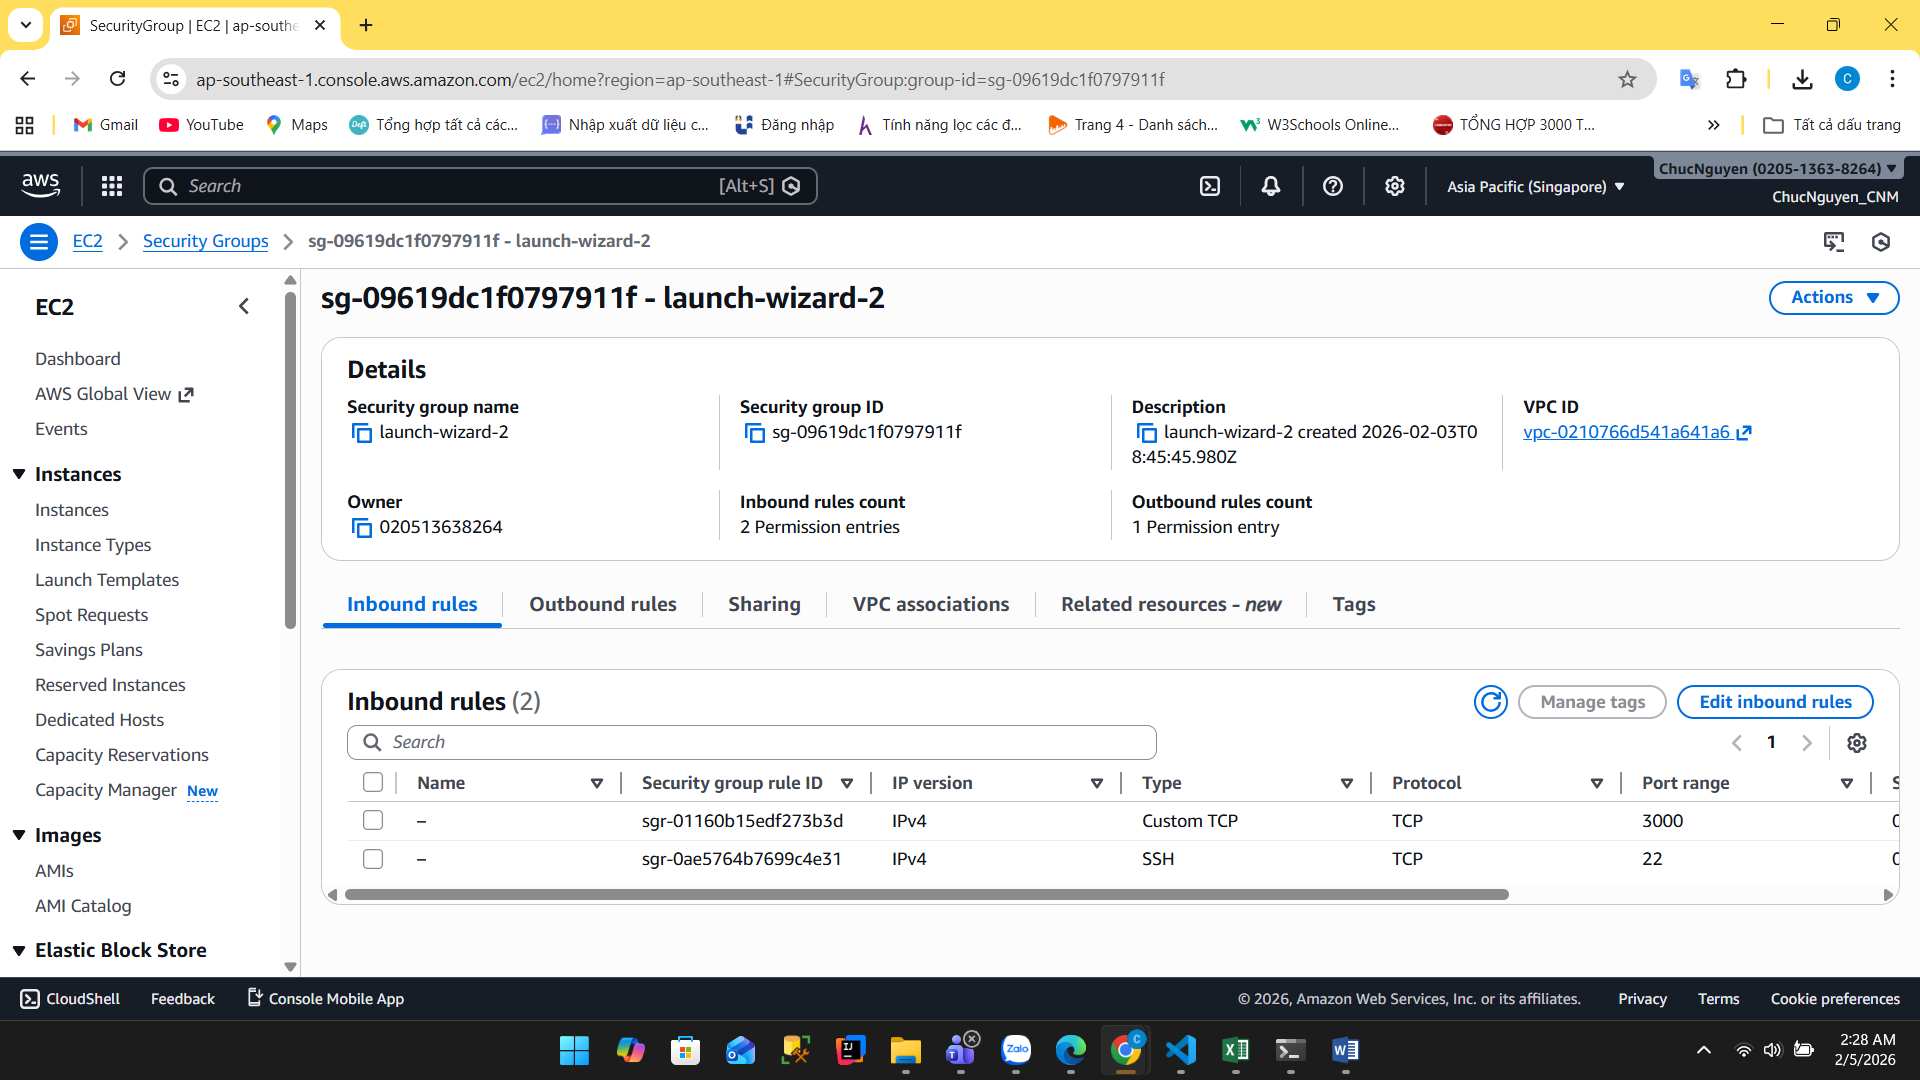 SecurityGroup | EC2 | ap-southe
ap-southeast-1.console.aws.amazon.com/ec2/home?region=ap-southeast-1#SecurityGroup:group-id=sg-09619dc1f0797911f
Gmail YouTube Maps Tổng hợp tất cả các... Nhập xuất dữ liệu c... Đăng nhập Tính năng lọc các đ... Trang 4 - Danh sách... W3Schools Online... TỔNG HỢP 3000 T... Tất cả dấu trang
aws Search [Alt+S] Asia Pacific (Singapore) ChucNguyen (0205-1363-8264)
ChucNguyen_CNM
EC2 Security Groups sg-09619dc1f0797911f - launch-wizard-2
EC2
Dashboard
AWS Global View
Events
Instances
Instances
Instance Types
Launch Templates
Spot Requests
Savings Plans
Reserved Instances
Dedicated Hosts
Capacity Reservations
Capacity Manager New
Images
AMIs
AMI Catalog
Elastic Block Store
sg-09619dc1f0797911f - launch-wizard-2
Actions
Details
Security group name
launch-wizard-2
Security group ID
sg-09619dc1f0797911f
Description
launch-wizard-2 created 2026-02-03T0
8:45:45.980Z
VPC ID
vpc-0210766d541a641a6
Owner
020513638264
Inbound rules count
2 Permission entries
Outbound rules count
1 Permission entry
Inbound rules Outbound rules Sharing VPC associations Related resources - new Tags
Inbound rules (2)
Manage tags Edit inbound rules
Search
1
Name Security group rule ID IP version Type Protocol Port range
– sgr-01160b15edf273b3d IPv4 Custom TCP TCP 3000
– sgr-0ae5764b7699c4e31 IPv4 SSH TCP 22
CloudShell Feedback Console Mobile App © 2026, Amazon Web Services, Inc. or its affiliates. Privacy Terms Cookie preferences
2:28 AM
2/5/2026